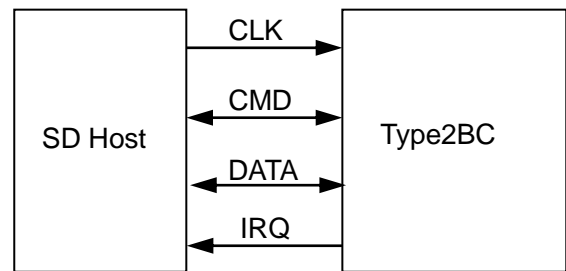 CLK
CMD
SD Host
Type2BC
DATA
IRQ